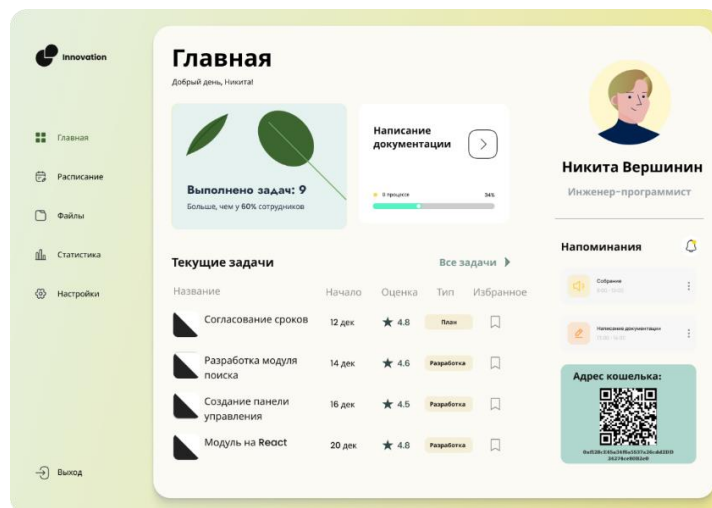 Innovation
Главная
Добрый день, Никита!
Главная
Расписание
Файлы
Статистика
Настройки
Выход
Выполнено задач: 9
Больше, чем у 60% сотрудников
Написание
документации
В процессе
34%
Текущие задачи
Все задачи
Название Начало Оценка Тип Избранное
Согласование сроков 12 дек 4.8 План
Разработка модуля
поиска
14 дек 4.6 Разработка
Создание панели
управления
16 дек 4.5 Разработка
Модуль на React 20 дек 4.8 Разработка
Никита Вершинин
Инженер-программист
Напоминания
Собрание
Написание документации
Адрес кошелька: